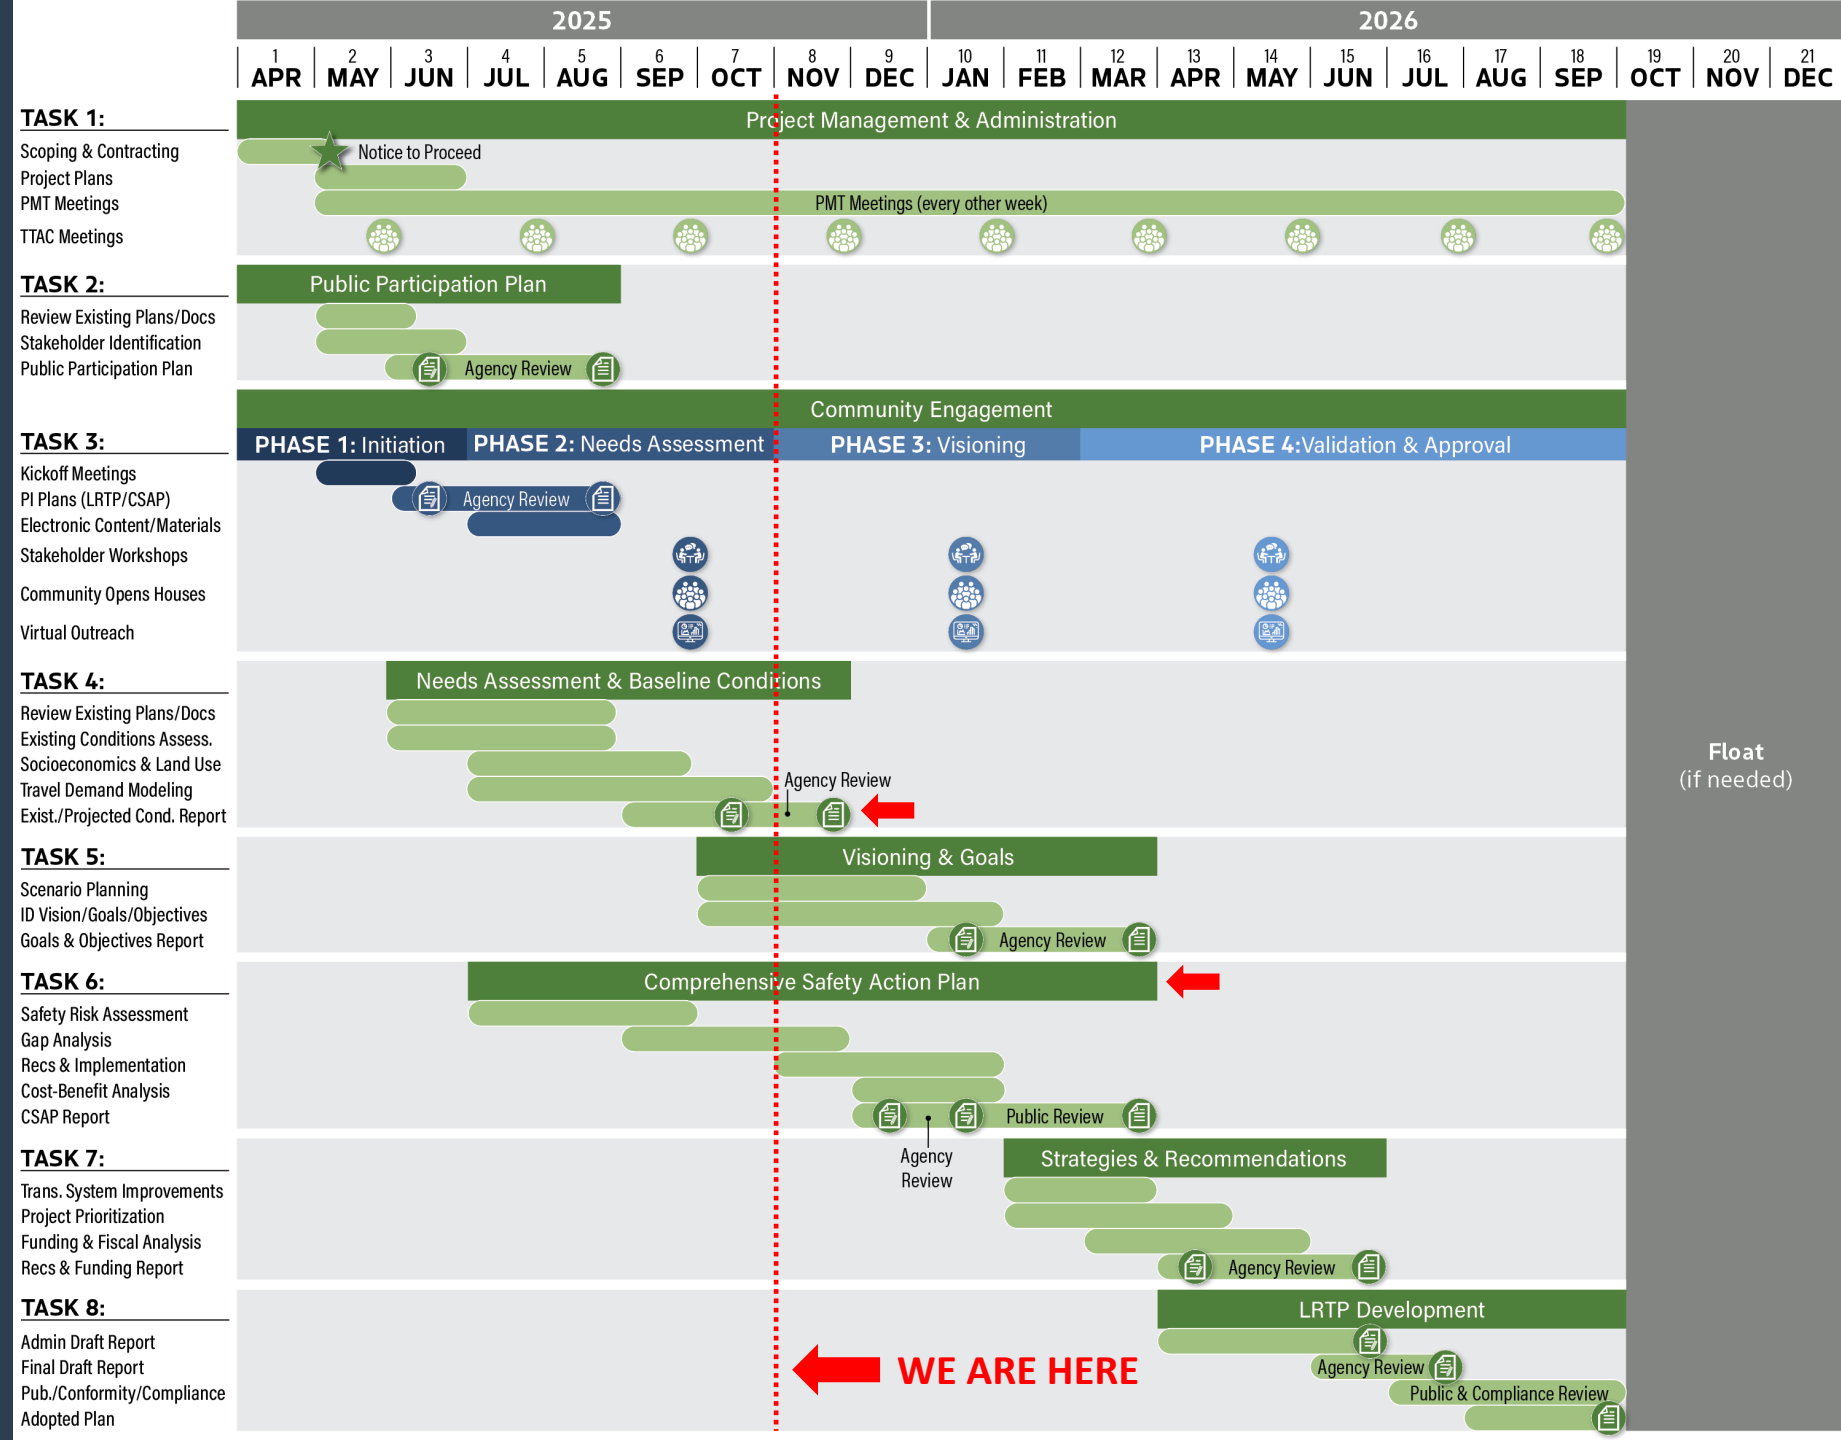 2025
2026
1 2 3 4 5 6 7 8 9 10 11 12 13 14 15 16 17 18 19 20 21
APR MAY JUN JUL AUG SEP OCT NOV DEC JAN FEB MAR APR MAY JUN JUL AUG SEP OCT NOV DEC
TASK 1:
Project Management & Administration
Scoping & Contracting
Notice to Proceed
Project Plans
PMT Meetings
PMT Meetings (every other week)
TTAC Meetings
TASK 2:
Public Participation Plan
Review Existing Plans/Docs
Stakeholder Identification
Public Participation Plan
Agency Review
Community Engagement
TASK 3:
PHASE 1: Initiation
PHASE 2: Needs Assessment
PHASE 3: Visioning
PHASE 4:Validation & Approval
Kickoff Meetings
PI Plans (LRTP/CSAP)
Agency Review
Electronic Content/Materials
Stakeholder Workshops
Community Opens Houses
Virtual Outreach
TASK 4:
Needs Assessment & Baseline Conditions
Review Existing Plans/Docs
Existing Conditions Assess.
Socioeconomics & Land Use
Travel Demand Modeling
Agency Review
Exist./Projected Cond. Report
Float
(if needed)
TASK 5:
Visioning & Goals
Scenario Planning
ID Vision/Goals/Objectives
Goals & Objectives Report
Agency Review
TASK 6:
Comprehensive Safety Action Plan
Safety Risk Assessment
Gap Analysis
Recs & Implementation
Cost-Benefit Analysis
CSAP Report
Public Review
Agency
Review
TASK 7:
Strategies & Recommendations
Trans. System Improvements
Project Prioritization
Funding & Fiscal Analysis
Recs & Funding Report
Agency Review
TASK 8:
LRTP Development
Admin Draft Report
Final Draft Report
Agency Review
WE ARE HERE
Pub./Conformity/Compliance
Public & Compliance Review
Adopted Plan